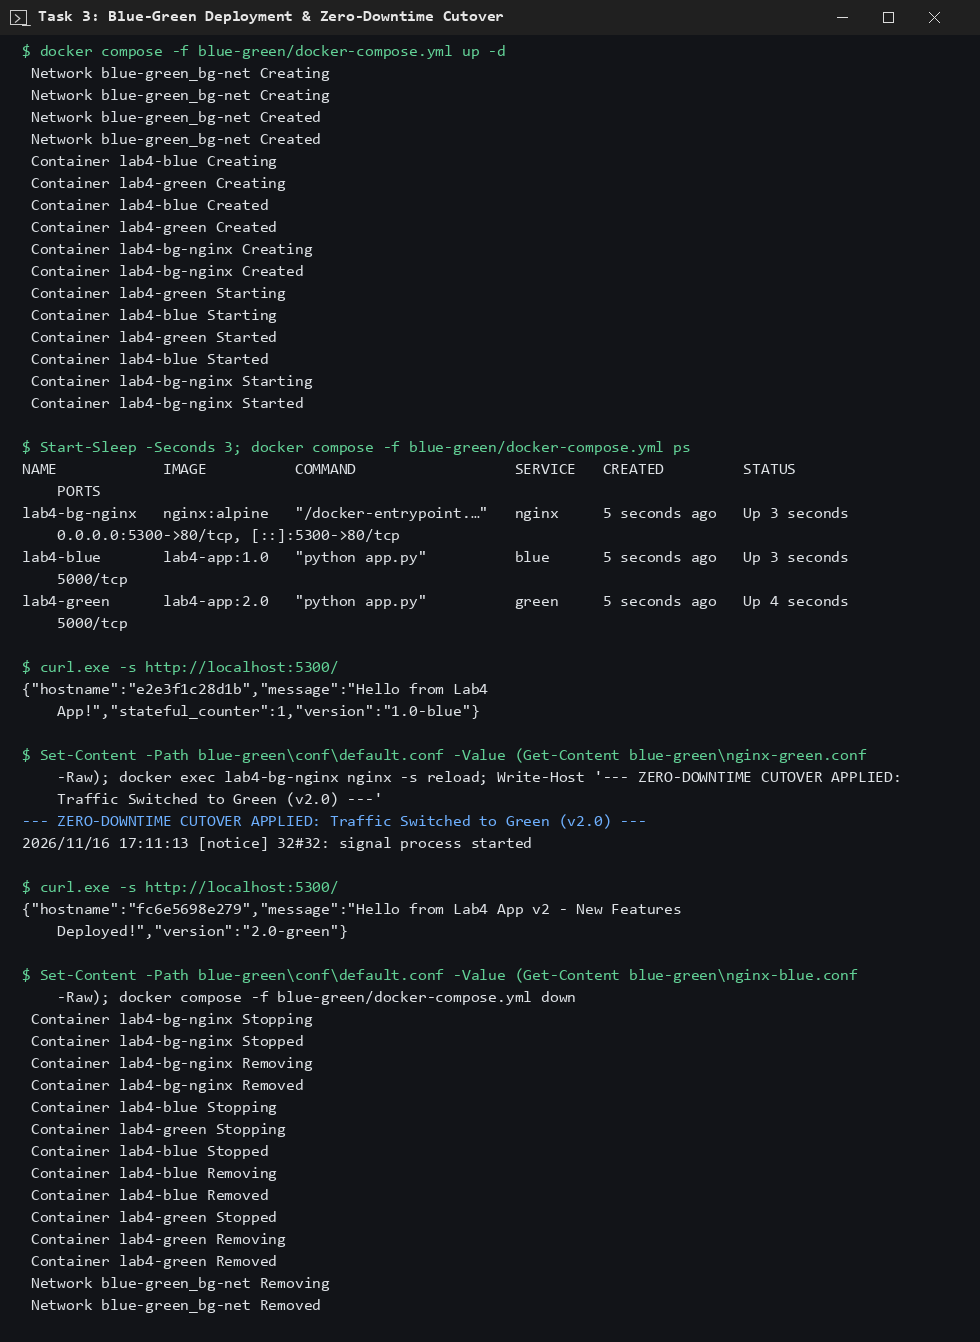 Task 3: Blue-Green Deployment & Zero-Downtime Cutover
$ docker compose -f blue-green/docker-compose.yml up -d
Network blue-green_bg-net Creating
Network blue-green_bg-net Creating
Network blue-green_bg-net Created
Network blue-green_bg-net Created
Container lab4-blue Creating
Container lab4-green Creating
Container lab4-blue Created
Container lab4-green Created
Container lab4-bg-nginx Creating
Container lab4-bg-nginx Created
Container lab4-green Starting
Container lab4-blue Starting
Container lab4-green Started
Container lab4-blue Started
Container lab4-bg-nginx Starting
Container lab4-bg-nginx Started
$ Start-Sleep -Seconds 3; docker compose -f blue-green/docker-compose.yml ps
NAME IMAGE COMMAND SERVICE CREATED STATUS
PORTS
lab4-bg-nginx nginx:alpine "/docker-entrypoint.…" nginx 5 seconds ago Up 3 seconds
0.0.0.0:5300->80/tcp, [::]:5300->80/tcp
lab4-blue lab4-app:1.0 "python app.py" blue 5 seconds ago Up 3 seconds
5000/tcp
lab4-green lab4-app:2.0 "python app.py" green 5 seconds ago Up 4 seconds
5000/tcp
$ curl.exe -s http://localhost:5300/
{"hostname":"e2e3f1c28d1b","message":"Hello from Lab4
App!","stateful_counter":1,"version":"1.0-blue"}
$ Set-Content -Path blue-green\conf\default.conf -Value (Get-Content blue-green\nginx-green.conf
-Raw); docker exec lab4-bg-nginx nginx -s reload; Write-Host '--- ZERO-DOWNTIME CUTOVER APPLIED:
Traffic Switched to Green (v2.0) ---'
--- ZERO-DOWNTIME CUTOVER APPLIED: Traffic Switched to Green (v2.0) ---
2026/11/16 17:11:13 [notice] 32#32: signal process started
$ curl.exe -s http://localhost:5300/
{"hostname":"fc6e5698e279","message":"Hello from Lab4 App v2 - New Features
Deployed!","version":"2.0-green"}
$ Set-Content -Path blue-green\conf\default.conf -Value (Get-Content blue-green\nginx-blue.conf
-Raw); docker compose -f blue-green/docker-compose.yml down
Container lab4-bg-nginx Stopping
Container lab4-bg-nginx Stopped
Container lab4-bg-nginx Removing
Container lab4-bg-nginx Removed
Container lab4-blue Stopping
Container lab4-green Stopping
Container lab4-blue Stopped
Container lab4-blue Removing
Container lab4-blue Removed
Container lab4-green Stopped
Container lab4-green Removing
Container lab4-green Removed
Network blue-green_bg-net Removing
Network blue-green_bg-net Removed